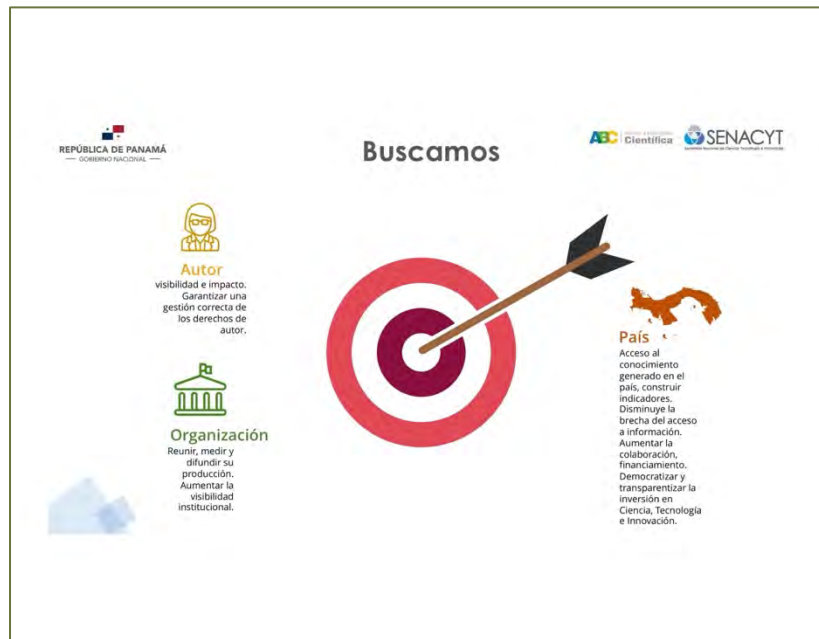 REPÚBLICA DE PANAMÁ
— GOBIERNO NACIONAL —
Buscamos
ABC
Científica
SENACYT
Autor
visibilidad e impacto.
Garantizar una
gestión correcta de
los derechos de
autor.
Organización
Reunir, medir y
difundir su
producción.
Aumentar la
visibilidad
institucional.
País
Acceso al
conocimiento
generado en el
país, construir
indicadores.
Disminuye la
brecha del acceso
a información.
Aumentar la
colaboración,
financiamiento.
Democratizar y
transparentizar la
inversión en
Ciencia, Tecnología
e Innovación.